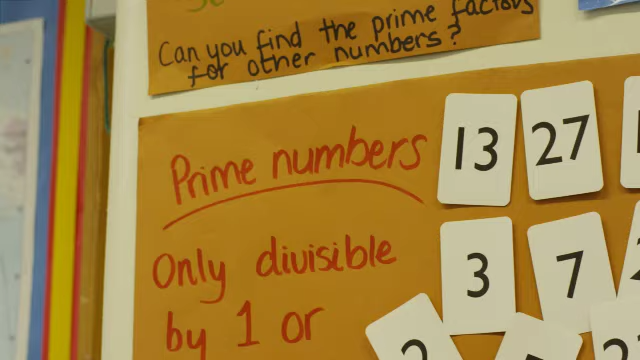 Can you find the prime factors
for other numbers?
Prime numbers
13 27
Only divisible
3 7
by 1 or